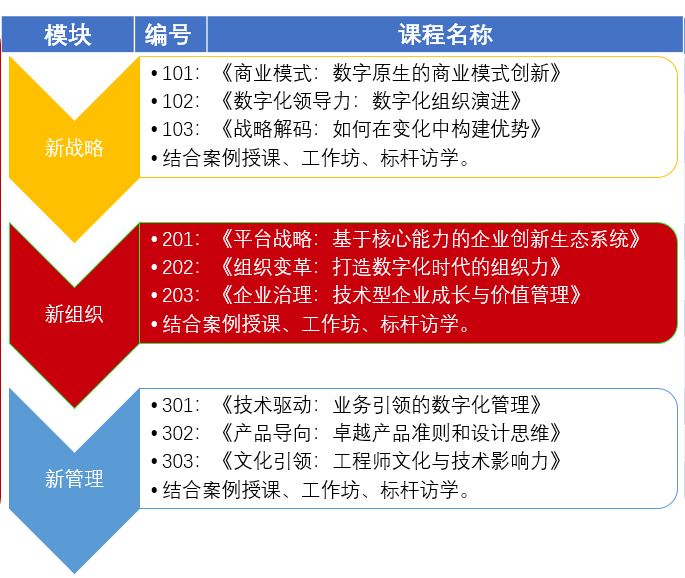 模块 编号 课程名称
新战略
• 101：《商业模式：数字原生的商业模式创新》
• 102：《数字化领导力：数字化组织演进》
• 103：《战略解码：如何在变化中构建优势》
• 结合案例授课、工作坊、标杆访学。
新组织
• 201：《平台战略：基于核心能力的企业创新生态系统》
• 202：《组织变革：打造数字化时代的组织力》
• 203：《企业治理：技术型企业成长与价值管理》
• 结合案例授课、工作坊、标杆访学。
新管理
• 301：《技术驱动：业务引领的数字化管理》
• 302：《产品导向：卓越产品准则和设计思维》
• 303：《文化引领：工程师文化与技术影响力》
• 结合案例授课、工作坊、标杆访学。